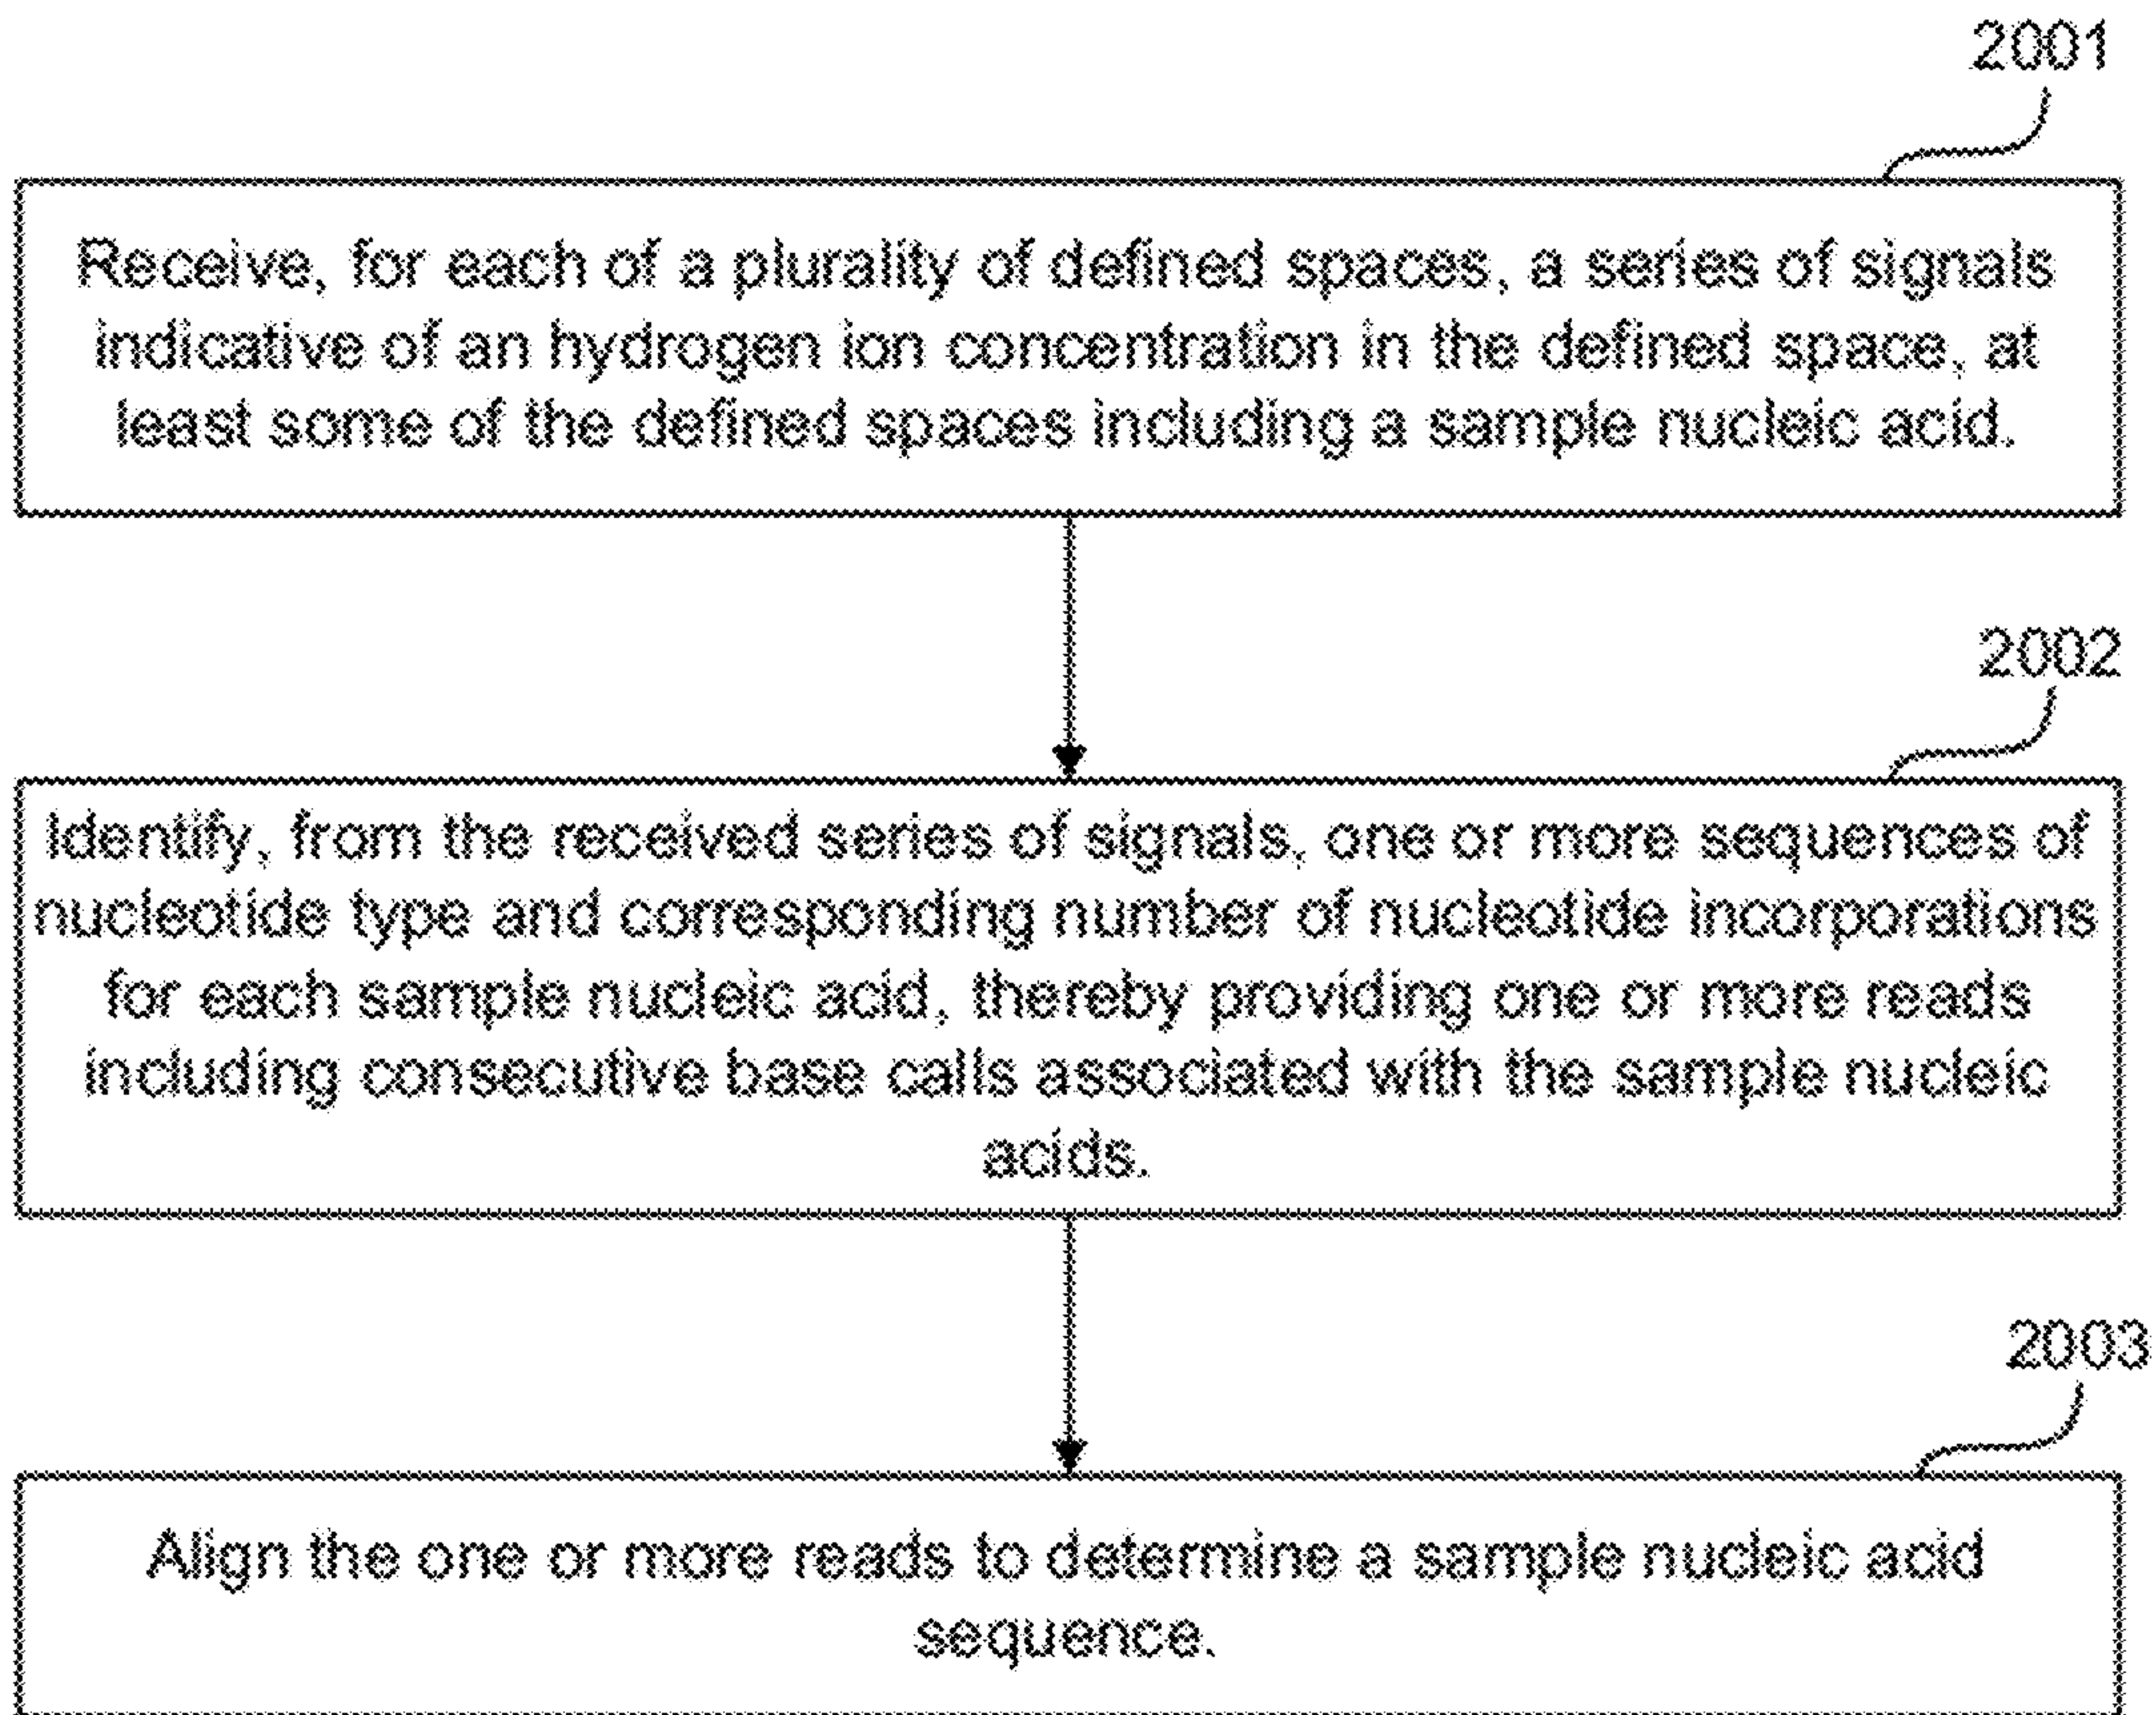 2001
Receive, for each of a plurality of defined spaces, a series of signals
indicative of an hydrogen ion concentration in the defined space, at
least some of the defined spaces including a sample nucleic acid.
2002
Identify, from the received series of signals, one or more sequences of
nucleotide type and corresponding number of nucleotide incorporations
for each sample nucleic acid, thereby providing one or more reads
including consecutive base calls associated with the sample nucleic
acids.
2003
Align the one or more reads to determine a sample nucleic acid
sequence.